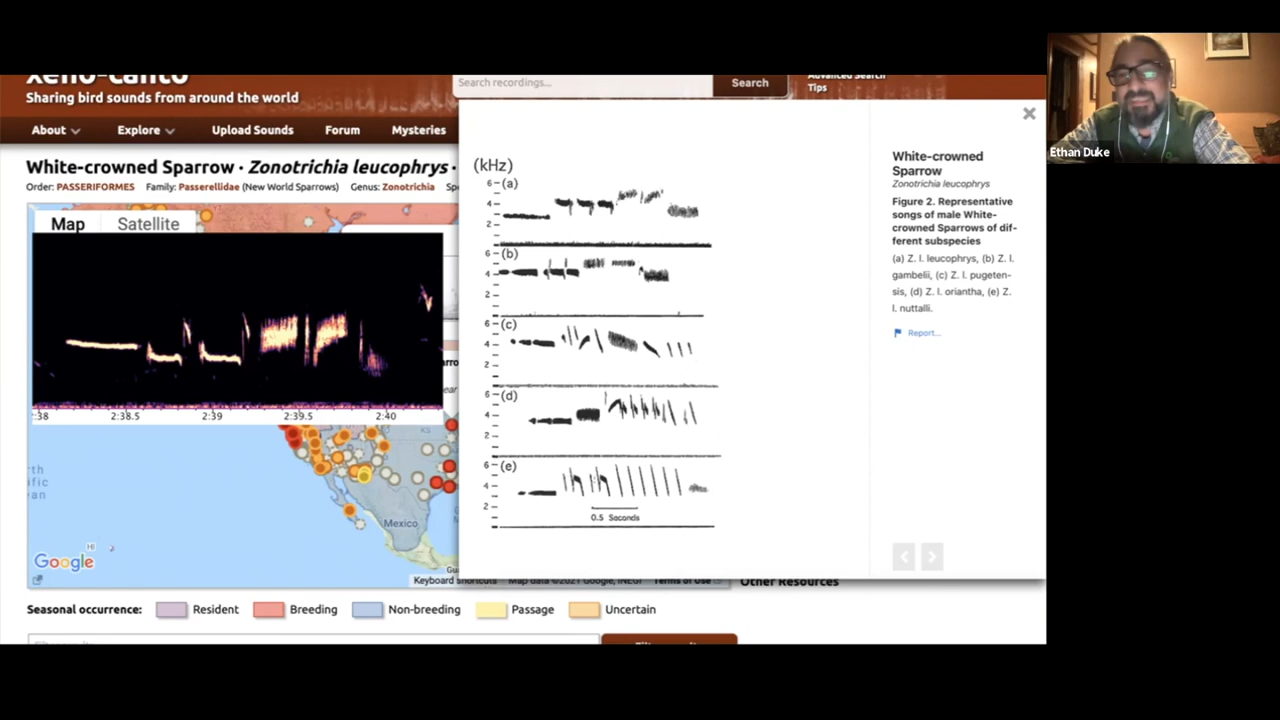 xeno-canto
Sharing bird sounds from around the world
Search recordings...
Search
Advanced Search
Tips
About
Explore
Upload Sounds
Forum
Mysteries
White-crowned Sparrow · Zonotrichia leucophrys ·
Order: PASSERIFORMES Family: Passerellidae (New World Sparrows) Genus: Zonotrichia
Map
Satellite
:38
2:38.5
2:39
2:39.5
2:40
KS
HI
Mexico
Google
Keyboard shortcuts
Map data ©2021 Google, INEGI
Terms of Use
Other Resources
Seasonal occurrence:
Resident
Breeding
Non-breeding
Passage
Uncertain
(kHz)
6
(a)
4
2
6
(b)
4
2
6
(c)
4
2
6
(d)
4
2
6
(e)
4
2
0.5 Seconds
White-crowned
Sparrow
Zonotrichia leucophrys
Figure 2. Representative
songs of male White-
crowned Sparrows of dif-
ferent subspecies
(a) Z. l. leucophrys, (b) Z. l.
gambelii, (c) Z. l. pugeten-
sis, (d) Z. l. oriantha, (e) Z.
l. nuttalli.
Report...
Ethan Duke